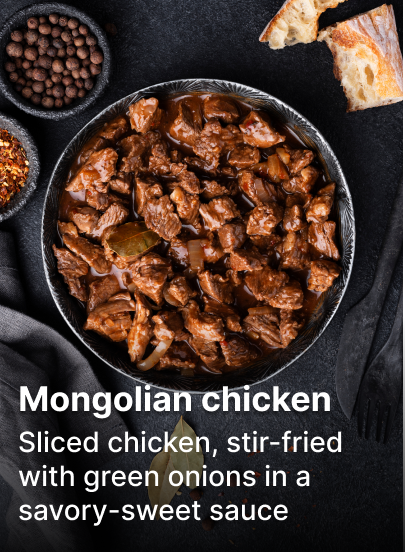 Mongolian chicken
Sliced chicken, stir-fried
with green onions in a
savory-sweet sauce